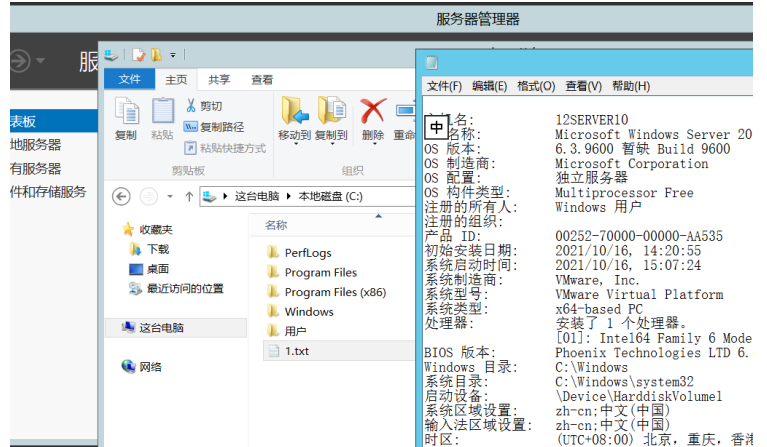 服务器管理器
服
文件 主页 共享 查看
复制 粘贴 剪切 复制路径 粘贴快捷方式 移动到 复制到 删除 重命
剪贴板 组织
这台电脑 本地磁盘 (C:)
表板
地服务器
有服务器
件和存储服务
收藏夹
下载
桌面
最近访问的位置
这台电脑
网络
名称
PerfLogs
Program Files
Program Files (x86)
Windows
用户
1.txt
文件(F) 编辑(E) 格式(O) 查看(V) 帮助(H)
中
名: 12SERVER10
名称: Microsoft Windows Server 20
OS 版本: 6.3.9600 暂缺 Build 9600
OS 制造商: Microsoft Corporation
OS 配置: 独立服务器
OS 构件类型: Multiprocessor Free
注册的所有人: Windows 用户
注册的组织:
产品 ID: 00252-70000-00000-AA535
初始安装日期: 2021/10/16, 14:20:55
系统启动时间: 2021/10/16, 15:07:24
系统制造商: VMware, Inc.
系统型号: VMware Virtual Platform
系统类型: x64-based PC
处理器: 安装了 1 个处理器。
[01]: Intel64 Family 6 Mode
BIOS 版本: Phoenix Technologies LTD 6.
Windows 目录: C:\Windows
系统目录: C:\Windows\system32
启动设备: \Device\HarddiskVolume1
系统区域设置: zh-cn;中文(中国)
输入法区域设置: zh-cn;中文(中国)
时区: (UTC+08:00) 北京，重庆，香港